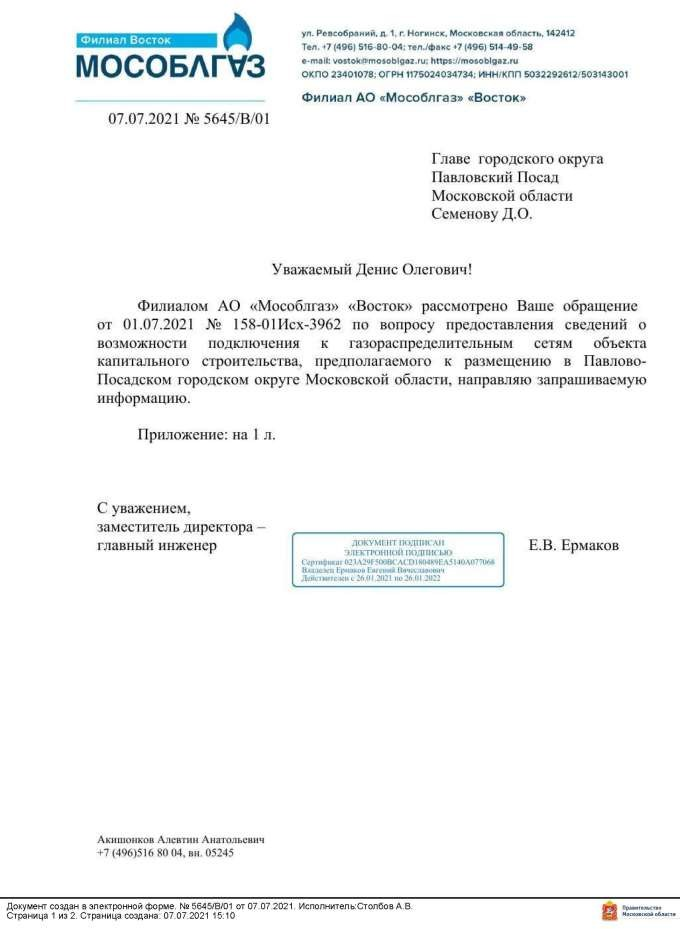 Филиал Восток
МОСОБЛГАЗ
ул. Ревсобраний, д. 1, г. Ногинск, Московская область, 142412
Тел. +7 (496) 516-80-04; тел./факс +7 (496) 514-49-58
e-mail: vostok@mosoblgaz.ru; https://mosoblgaz.ru
ОКПО 23401078; ОГРН 1175024034734; ИНН/КПП 5032292612/503143001
Филиал АО «Мособлгаз» «Восток»
07.07.2021 № 5645/В/01
Главе городского округа
Павловский Посад
Московской области
Семенову Д.О.
Уважаемый Денис Олегович!
Филиалом АО «Мособлгаз» «Восток» рассмотрено Ваше обращение
от 01.07.2021 № 158-01Исх-3962 по вопросу предоставления сведений о
возможности подключения к газораспределительным сетям объекта
капитального строительства, предполагаемого к размещению в Павлово-
Посадском городском округе Московской области, направляю запрашиваемую
информацию.
Приложение: на 1 л.
С уважением,
заместитель директора –
главный инженер
ДОКУМЕНТ ПОДПИСАН
ЭЛЕКТРОННОЙ ПОДПИСЬЮ
Сертификат 023A29F500BCACD180489EA5140A077068
Владелец Ермаков Евгений Вячеславович
Действителен с 26.01.2021 по 26.01.2022
Е.В. Ермаков
Акишонков Алевтин Анатольевич
+7 (496)516 80 04, вн. 05245
Документ создан в электронной форме. № 5645/В/01 от 07.07.2021. Исполнитель:Столбов А.В.
Страница 1 из 2. Страница создана: 07.07.2021 15:10
Правительство
Московской области